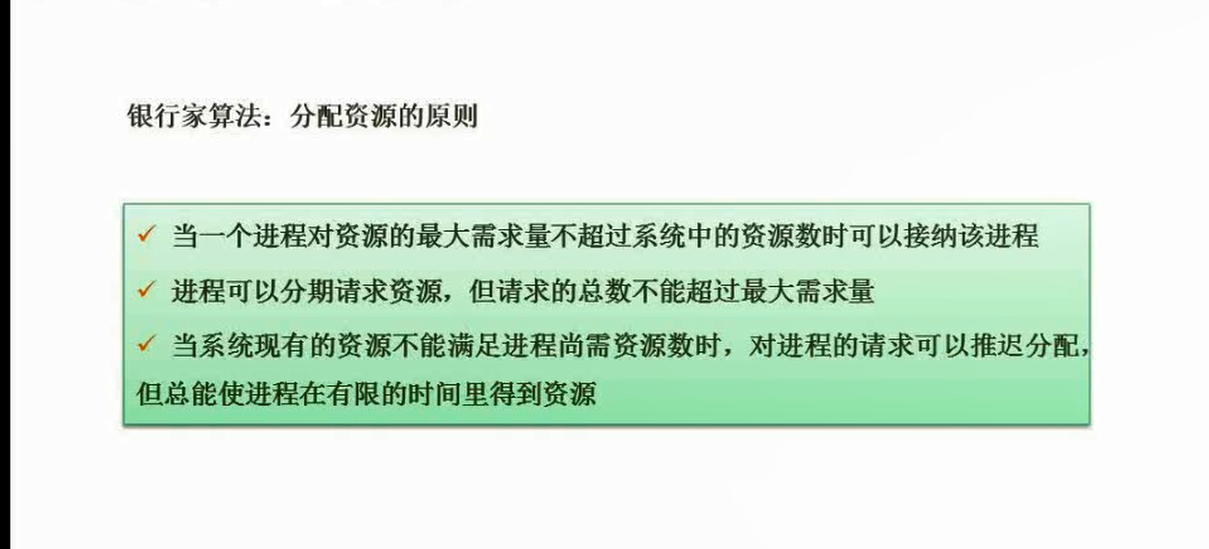 银行家算法：分配资源的原则
✓ 当一个进程对资源的最大需求量不超过系统中的资源数时可以接纳该进程
✓ 进程可以分期请求资源，但请求的总数不能超过最大需求量
✓ 当系统现有的资源不能满足进程尚需资源数时，对进程的请求可以推迟分配，
但总能使进程在有限的时间里得到资源